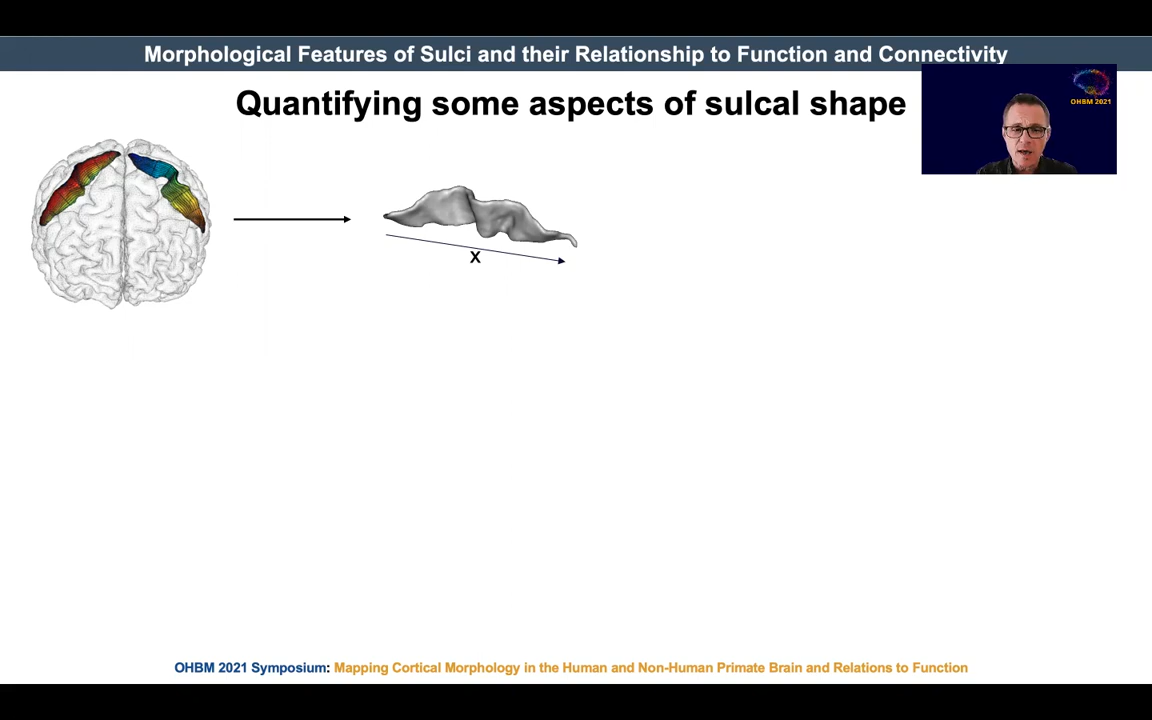 Morphological Features of Sulci and their Relationship to Function and Connectivity
Quantifying some aspects of sulcal shape
OHBM 2021
X
OHBM 2021 Symposium: Mapping Cortical Morphology in the Human and Non-Human Primate Brain and Relations to Function